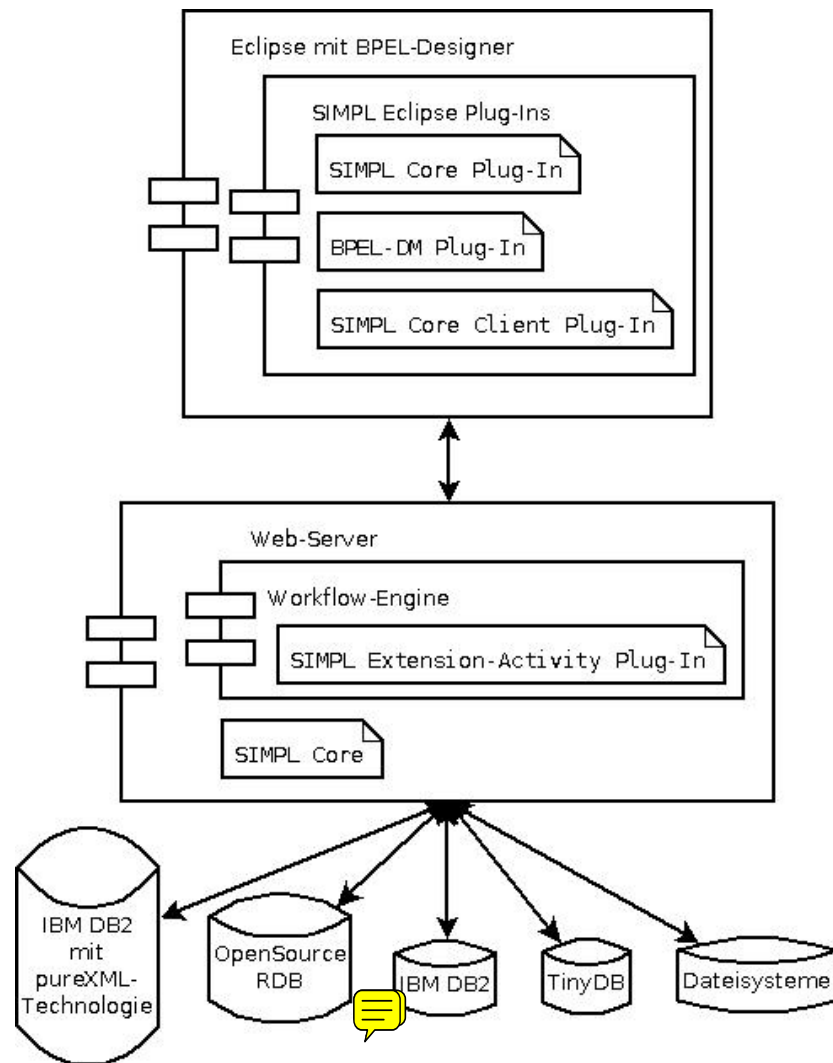 Eclipse mit BPEL-Designer
SIMPL Eclipse Plug-Ins
SIMPL Core Plug-In
BPEL-DM Plug-In
SIMPL Core Client Plug-In
Web-Server
Workflow-Engine
SIMPL Extension-Activity Plug-In
SIMPL Core
IBM DB2
mit
pureXML-
Technologie
OpenSource
RDB
IBM DB2
TinyDB
Dateisysteme